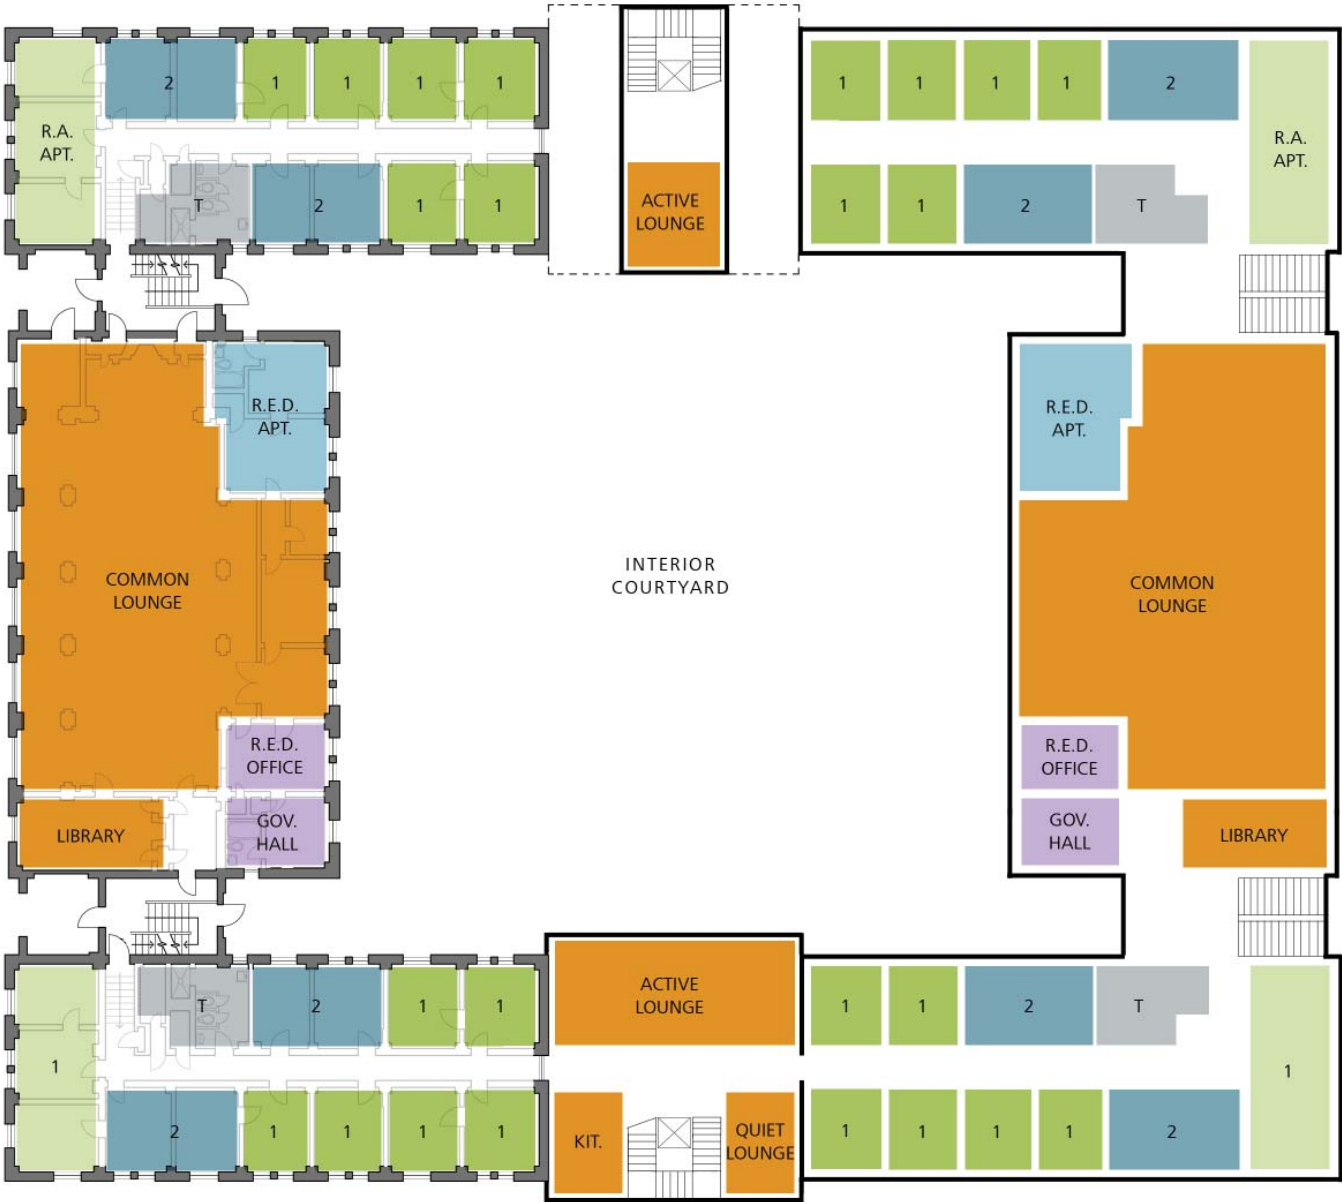 2 1 1 1 1
1 1 1 1 2
R.A.
APT.
R.A.
APT.
T 2 1 1
ACTIVE
LOUNGE
1 1 2 T
R.E.D.
APT.
R.E.D.
APT.
INTERIOR
COURTYARD
COMMON
LOUNGE
COMMON
LOUNGE
R.E.D.
OFFICE
R.E.D.
OFFICE
LIBRARY
GOV.
HALL
GOV.
HALL
LIBRARY
T 2 1 1
ACTIVE
LOUNGE
1 1 2 T
1
1
2 1 1 1 1
KIT.
QUIET
LOUNGE
1 1 1 1 2